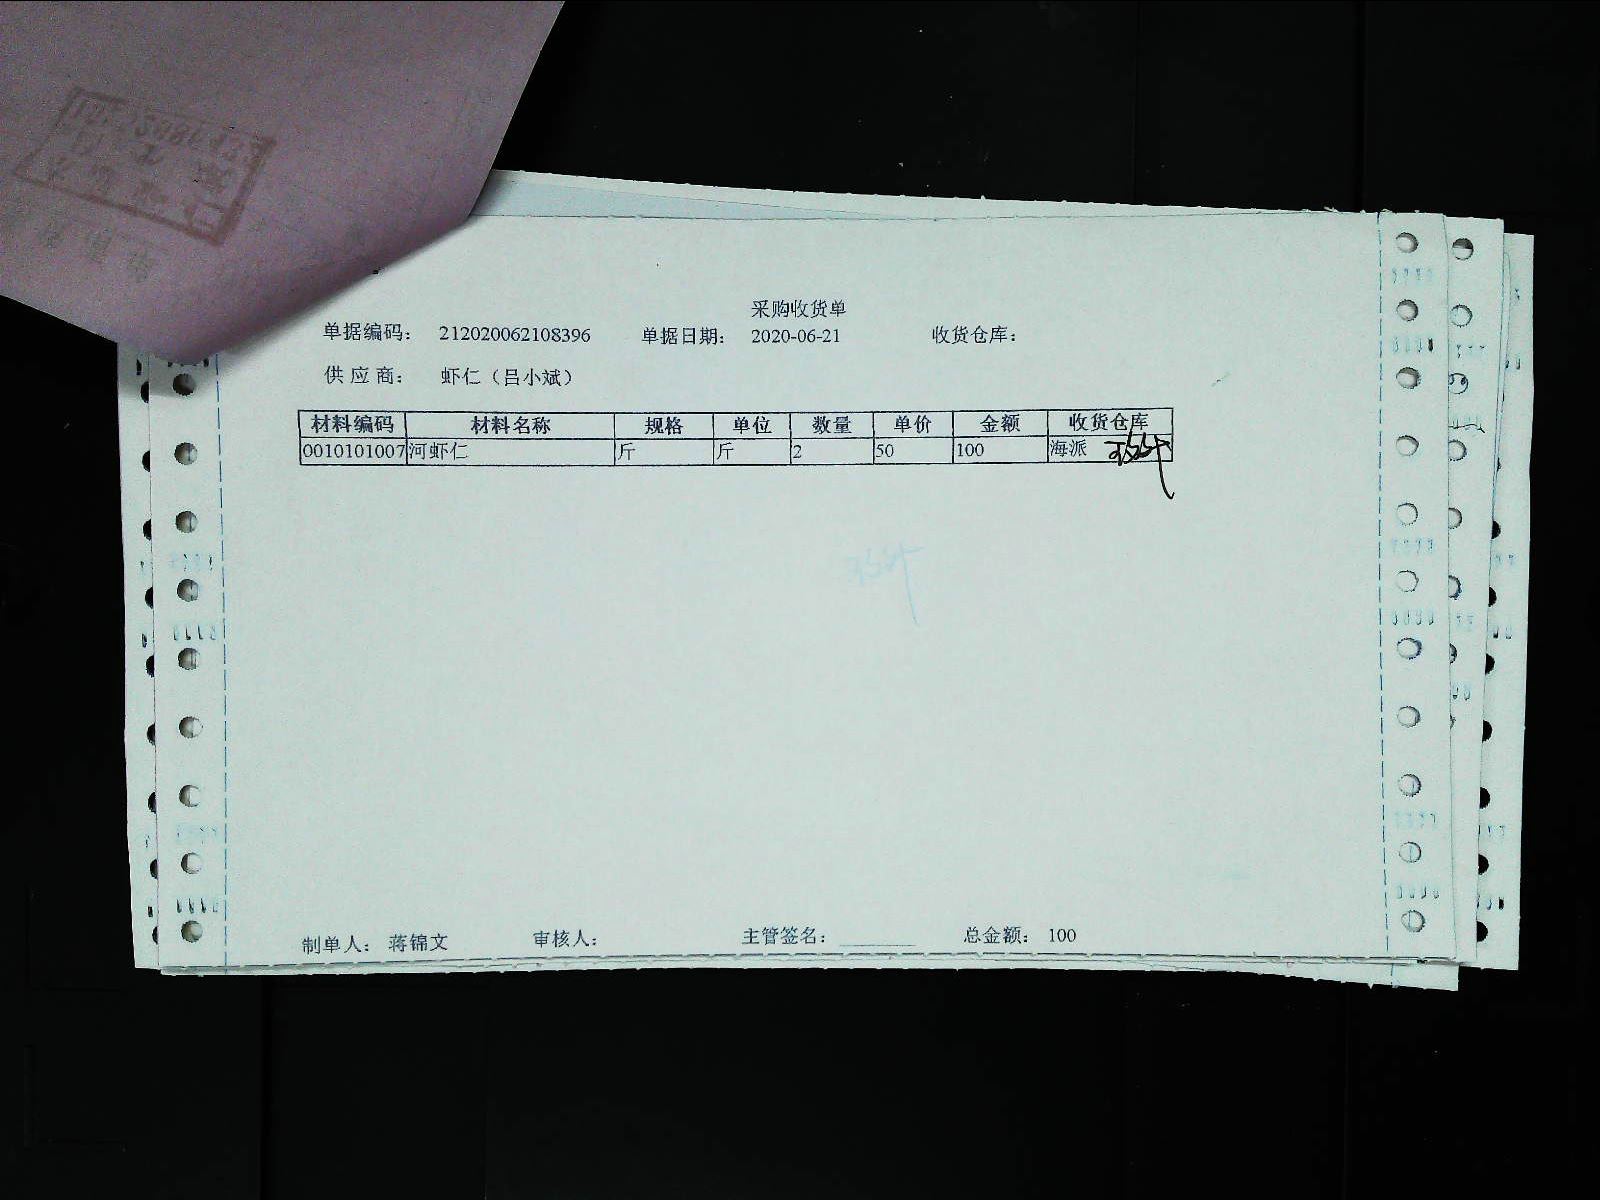 采购收货单
单据编码： 212020062108396 单据日期： 2020-06-21 收货仓库：
供 应 商： 虾仁（吕小斌）
材料编码 材料名称 规格 单位 数量 单价 金额 收货仓库
0010101007 河虾仁 斤 斤 2 50 100 海派
制单人： 蒋锦文 审核人： 主管签名： ________ 总金额： 100